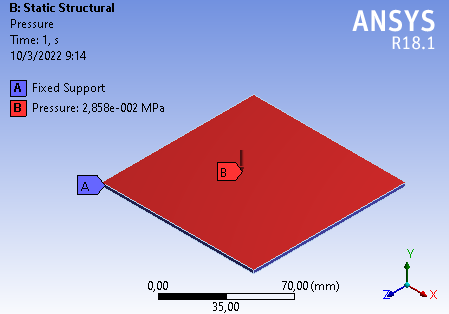 B: Static Structural
Pressure
Time: 1, s
10/3/2022 9:14
ANSYS
R18.1
A Fixed Support
B Pressure: 2,858e-002 MPa
B
A
0,00 70,00 (mm)
35,00
Y
Z X